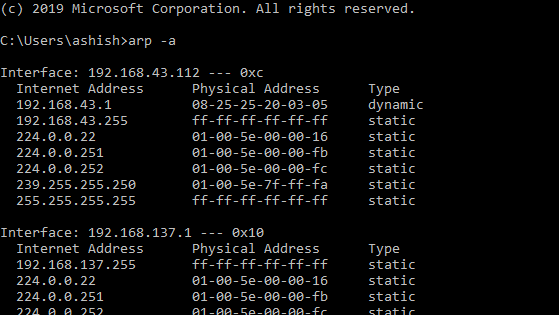 (c) 2019 Microsoft Corporation. All rights reserved.
C:\Users\ashish>arp -a
Interface: 192.168.43.112 --- 0xc
Internet Address Physical Address Type
192.168.43.1 08-25-25-20-03-05 dynamic
192.168.43.255 ff-ff-ff-ff-ff-ff static
224.0.0.22 01-00-5e-00-00-16 static
224.0.0.251 01-00-5e-00-00-fb static
224.0.0.252 01-00-5e-00-00-fc static
239.255.255.250 01-00-5e-7f-ff-fa static
255.255.255.255 ff-ff-ff-ff-ff-ff static
Interface: 192.168.137.1 --- 0x10
Internet Address Physical Address Type
192.168.137.255 ff-ff-ff-ff-ff-ff static
224.0.0.22 01-00-5e-00-00-16 static
224.0.0.251 01-00-5e-00-00-fb static
224.0.0.252 01-00-5e-00-00-fc static